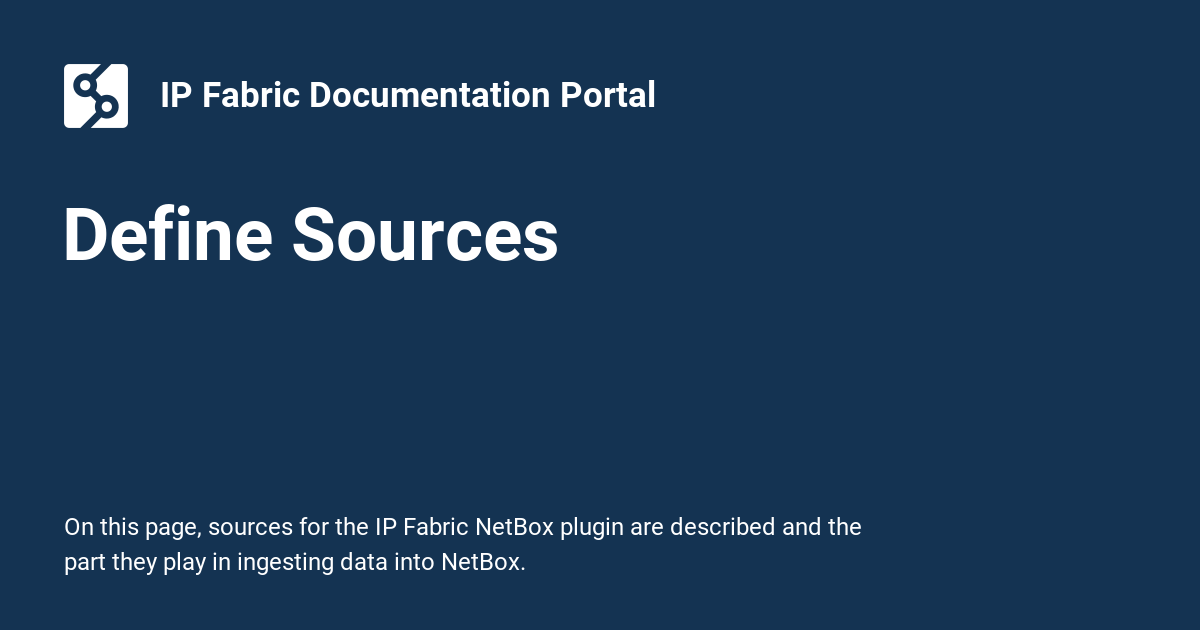 IP Fabric Documentation Portal
Define Sources
On this page, sources for the IP Fabric NetBox plugin are described and the
part they play in ingesting data into NetBox.